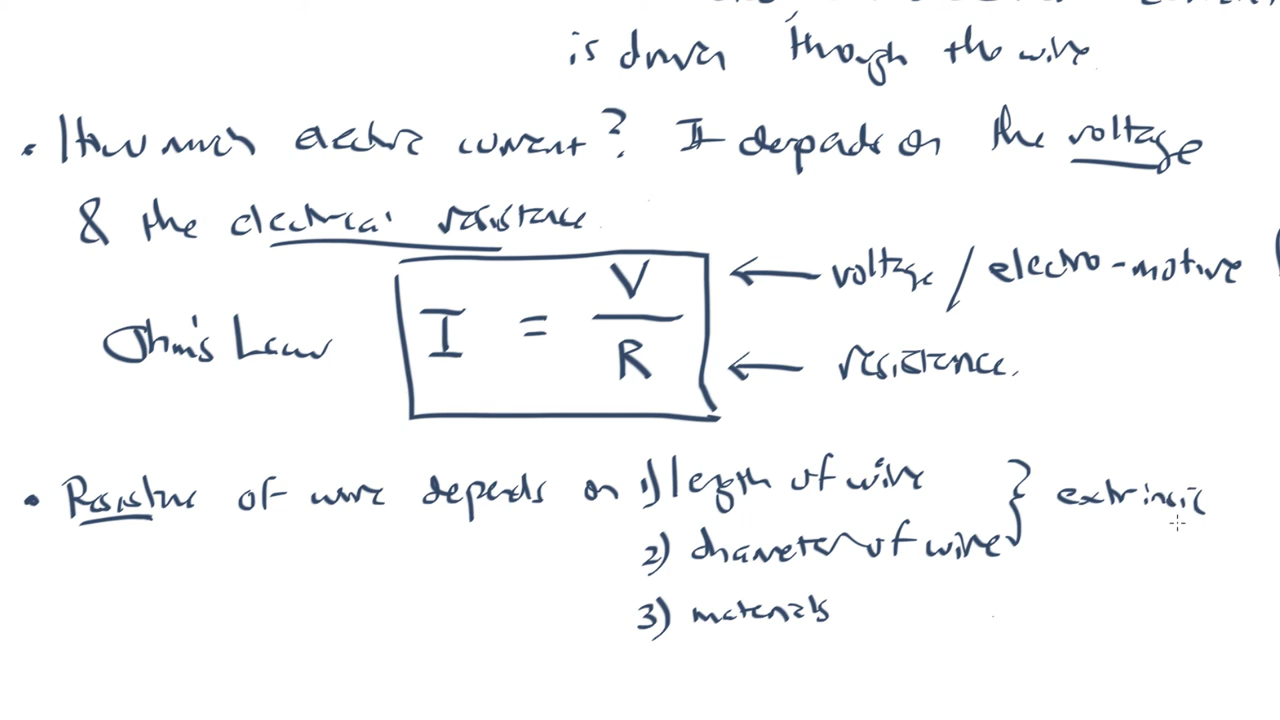 is driven through the wire
• How much electric current? I depends on the voltage
& the electrical resistance
I = V / R ← voltage / electro-motive
Ohm's Law ← resistance.
• Resistance of wire depends on 1) length of wire } extrinsic
2) diameter of wire
3) materials